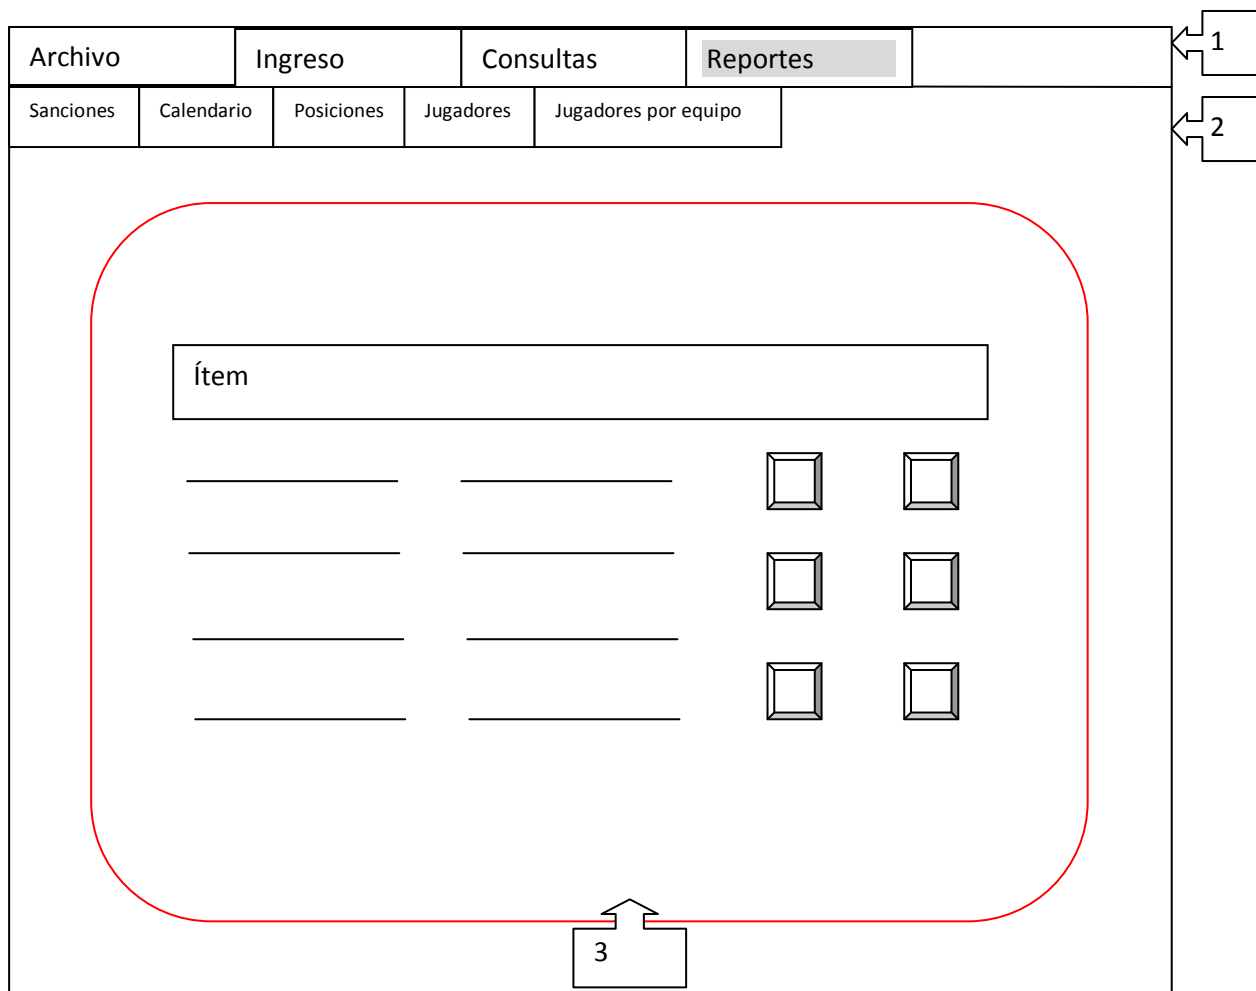 Archivo Ingreso Consultas Reportes 1
Sanciones Calendario Posiciones Jugadores Jugadores por equipo 2
Ítem
3